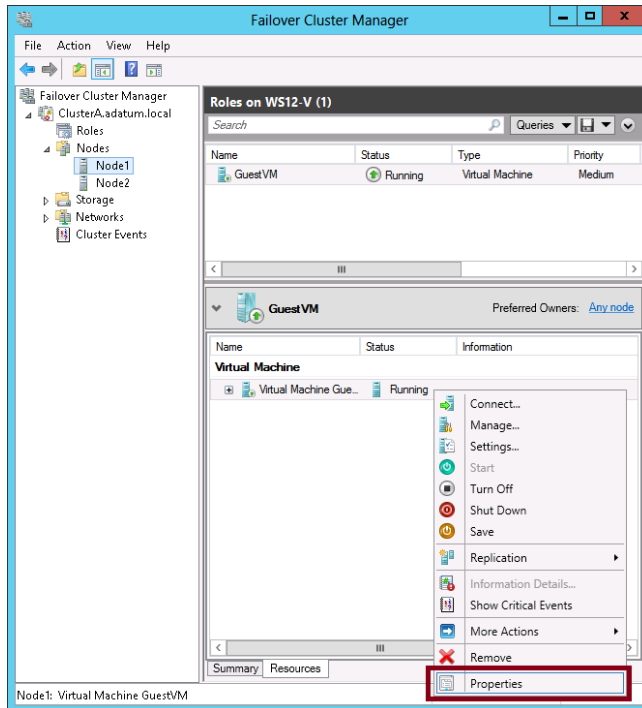 Failover Cluster Manager
File Action View Help
Failover Cluster Manager
ClusterA.adatum.local
Roles
Nodes
Node1
Node2
Storage
Networks
Cluster Events
Roles on WS12-V (1)
Search
Queries
Name Status Type Priority
GuestVM Running Virtual Machine Medium
GuestVM
Preferred Owners: Any node
Name Status Information
Virtual Machine
Virtual Machine Gue... Running
Connect...
Manage...
Settings...
Start
Turn Off
Shut Down
Save
Replication
Information Details...
Show Critical Events
More Actions
Remove
Properties
Summary Resources
Node1: Virtual Machine GuestVM